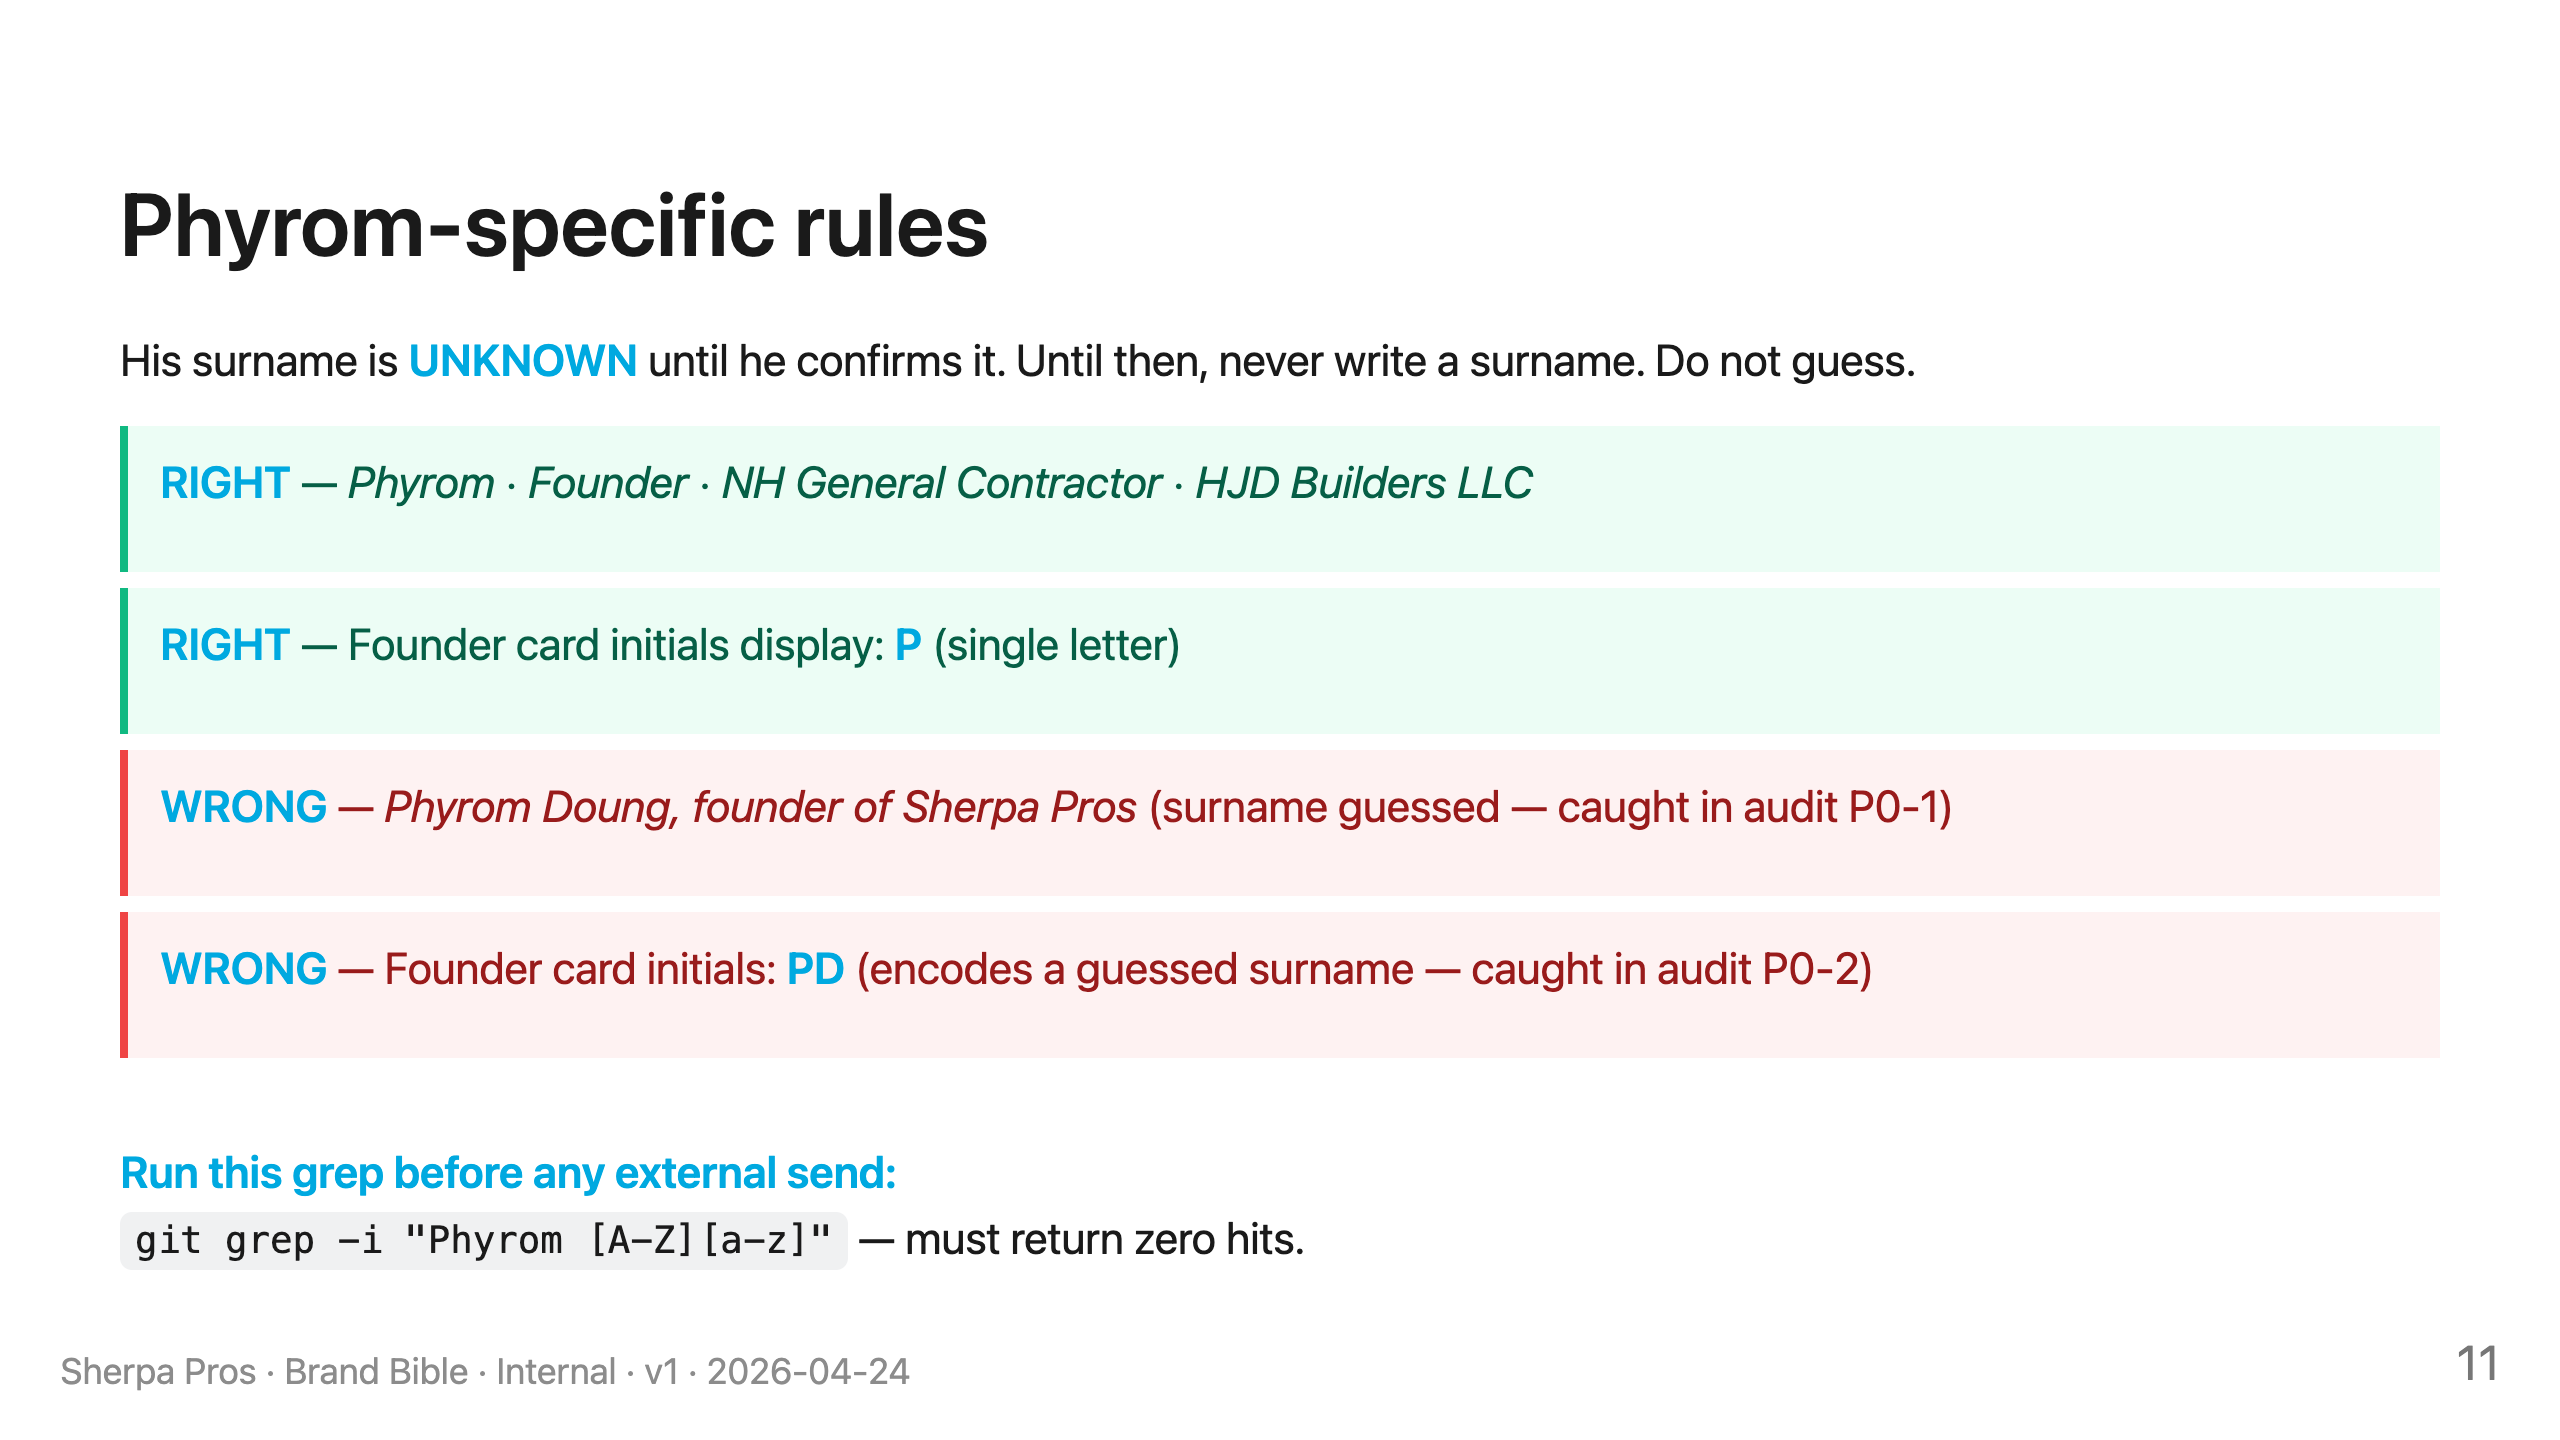 Phyrom-specific rules
His surname is UNKNOWN until he confirms it. Until then, never write a surname. Do not guess.
RIGHT — Phyrom · Founder · NH General Contractor · HJD Builders LLC
RIGHT — Founder card initials display: P (single letter)
WRONG — Phyrom Doung, founder of Sherpa Pros (surname guessed — caught in audit P0-1)
WRONG — Founder card initials: PD (encodes a guessed surname — caught in audit P0-2)
Run this grep before any external send:
git grep -i "Phyrom [A-Z][a-z]" — must return zero hits.
Sherpa Pros · Brand Bible · Internal · v1 · 2026-04-24
11